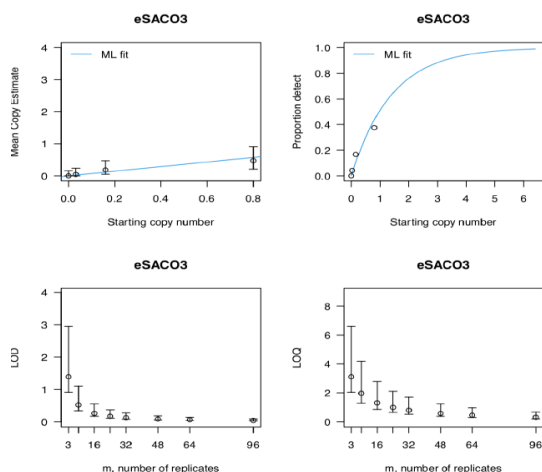 eSACO3
eSACO3
Mean Copy Estimate
4
3
2
1
0
ML fit
0.0 0.2 0.4 0.6 0.8
Starting copy number
Proportion detect
1.0
0.8
0.6
0.4
0.2
0.0
ML fit
0 1 2 3 4 5 6
Starting copy number
eSACO3
eSACO3
LOD
4
3
2
1
0
3 16 32 48 64 96
m, number of replicates
LOQ
8
6
4
2
0
3 16 32 48 64 96
m, number of replicates